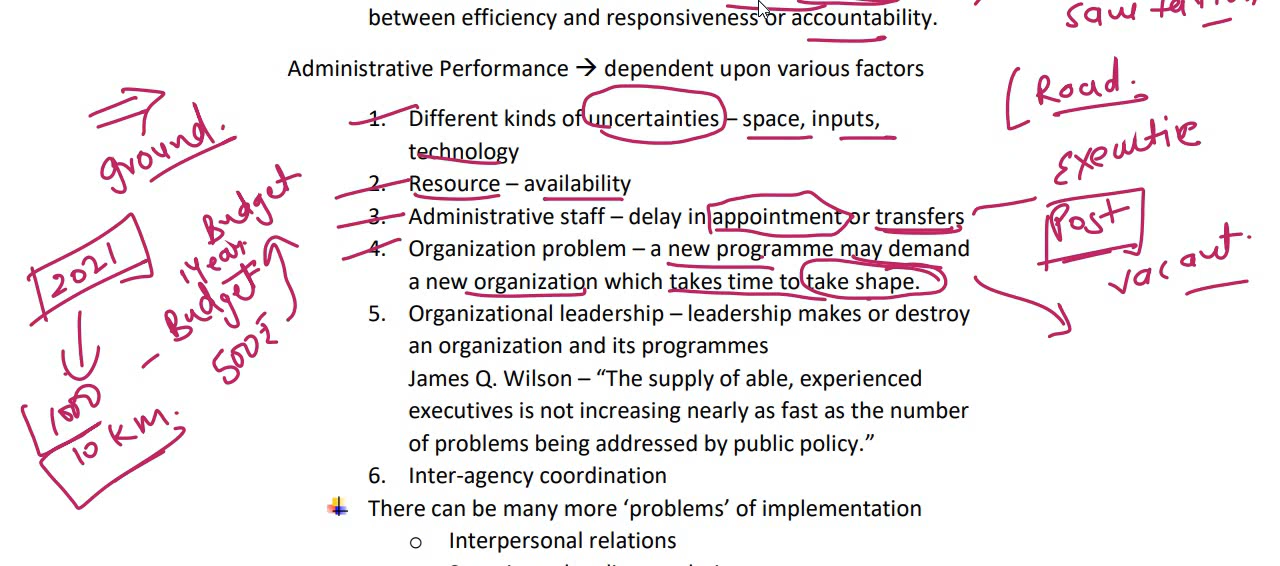 between efficiency and responsiveness or accountability.
Administrative Performance → dependent upon various factors
1. Different kinds of uncertainties – space, inputs,
technology
2. Resource – availability
3. Administrative staff – delay in appointment or transfers
4. Organization problem – a new programme may demand
a new organization which takes time to take shape.
5. Organizational leadership – leadership makes or destroy
an organization and its programmes
James Q. Wilson – “The supply of able, experienced
executives is not increasing nearly as fast as the number
of problems being addressed by public policy.”
6. Inter-agency coordination
There can be many more ‘problems’ of implementation
o Interpersonal relations
ground.
2021
Budget
1 year
- Budget
500
10 KM.
Road.
Executive
Post
vacant.